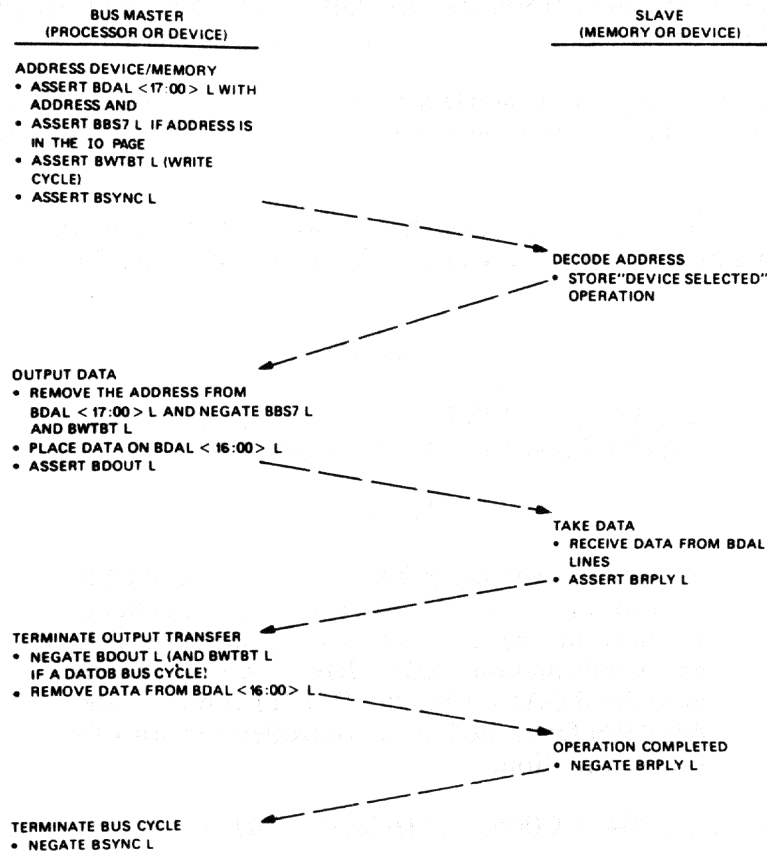 BUS MASTER
(PROCESSOR OR DEVICE)
SLAVE
(MEMORY OR DEVICE)
ADDRESS DEVICE/MEMORY
• ASSERT BDAL <17:00> L WITH
ADDRESS AND
• ASSERT BBS7 L IF ADDRESS IS
IN THE IO PAGE
• ASSERT BWTBT L (WRITE
CYCLE)
• ASSERT BSYNC L
DECODE ADDRESS
• STORE"DEVICE SELECTED"
OPERATION
OUTPUT DATA
• REMOVE THE ADDRESS FROM
BDAL <17:00> L AND NEGATE BBS7 L
AND BWTBT L
• PLACE DATA ON BDAL <16:00> L
• ASSERT BDOUT L
TAKE DATA
• RECEIVE DATA FROM BDAL
LINES
• ASSERT BRPLY L
TERMINATE OUTPUT TRANSFER
• NEGATE BDOUT L (AND BWTBT L
IF A DATOB BUS CYCLE)
• REMOVE DATA FROM BDAL <16:00> L
OPERATION COMPLETED
• NEGATE BRPLY L
TERMINATE BUS CYCLE
• NEGATE BSYNC L